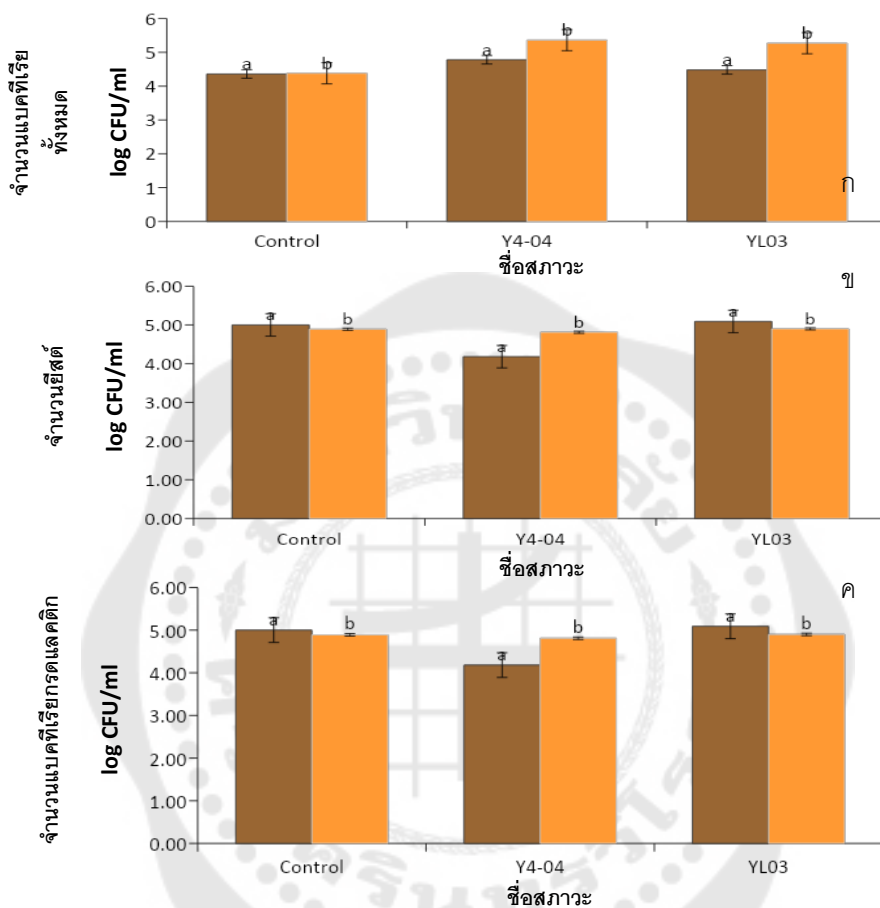 จำนวนแบคทีเรีย
ทั้งหมด
log CFU/ml
6
5
4
3
2
1
0
a b a b a b
ก
Control Y4-04 YL03
ชื่อสภาวะ
ข
จำนวนยีสต์
log CFU/ml
6.00
5.00
4.00
3.00
2.00
1.00
0.00
a b a b a b
Control Y4-04 YL03
ชื่อสภาวะ
ค
จำนวนแบคทีเรียกรดแลคติก
log CFU/ml
6.00
5.00
4.00
3.00
2.00
1.00
0.00
a b a b a b
Control Y4-04 YL03
ชื่อสภาวะ